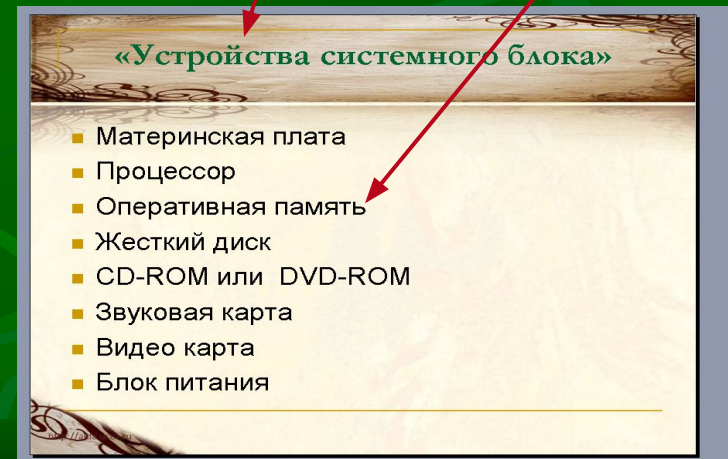 «Устройства системного блока»
Материнская плата
Процессор
Оперативная память
Жесткий диск
CD-ROM или DVD-ROM
Звуковая карта
Видео карта
Блок питания